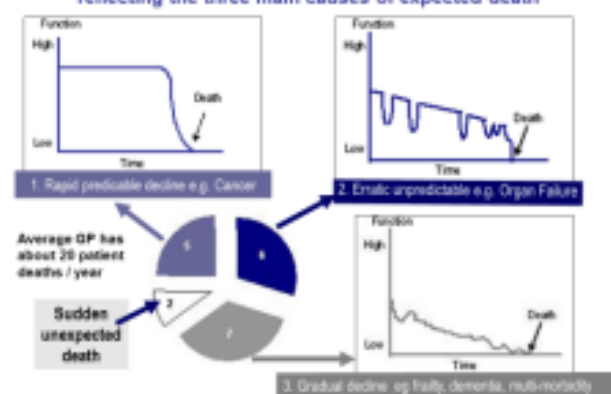 reflecting the three main causes of expected death
Function
High
Death
Low
Time
1. Rapid predicable decline e.g. Cancer
Function
High
Death
Low
Time
2. Erratic unpredictable e.g. Organ Failure
Average GP has
about 20 patient
deaths / year
Sudden
unexpected
death
2
7
Function
High
Death
Low
Time
3. Gradual decline eg frailty, dementia, multi-morbidity